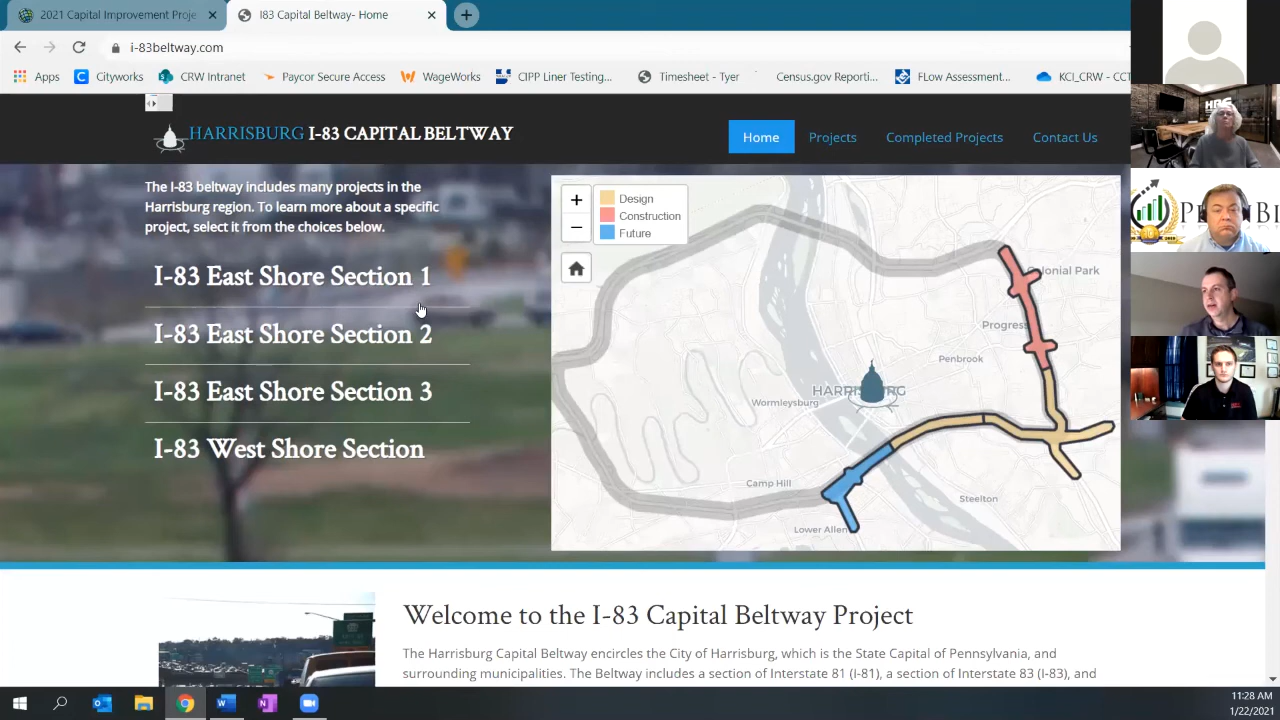 2021 Capital Improvement Proje
I83 Capital Beltway- Home
i-83beltway.com
Apps
Cityworks
CRW Intranet
Paycor Secure Access
WageWorks
CIPP Liner Testing...
Timesheet - Tyer
Census.gov Reporti...
FLow Assessment...
KCI_CRW - CCT
HARRISBURG I-83 CAPITAL BELTWAY
Home
Projects
Completed Projects
Contact Us
The I-83 beltway includes many projects in the
Harrisburg region. To learn more about a specific
project, select it from the choices below.
I-83 East Shore Section 1
I-83 East Shore Section 2
I-83 East Shore Section 3
I-83 West Shore Section
+
−
Design
Construction
Future
Colonial Park
Progress
Penbrook
HARRISBURG
Wormleysburg
Camp Hill
Steelton
Lower Allen
Welcome to the I-83 Capital Beltway Project
The Harrisburg Capital Beltway encircles the City of Harrisburg, which is the State Capital of Pennsylvania, and
surrounding municipalities. The Beltway includes a section of Interstate 81 (I-81), a section of Interstate 83 (I-83), and
11:28 AM
1/22/2021